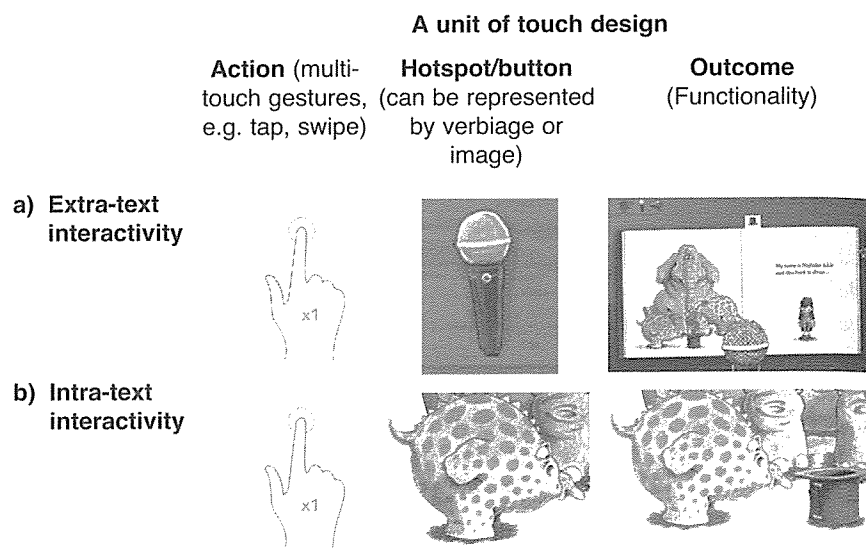 A unit of touch design
Action (multi-
touch gestures,
e.g. tap, swipe)
Hotspot/button
(can be represented
by verbiage or
image)
Outcome
(Functionality)
a) Extra-text
interactivity
x1
b) Intra-text
interactivity
x1